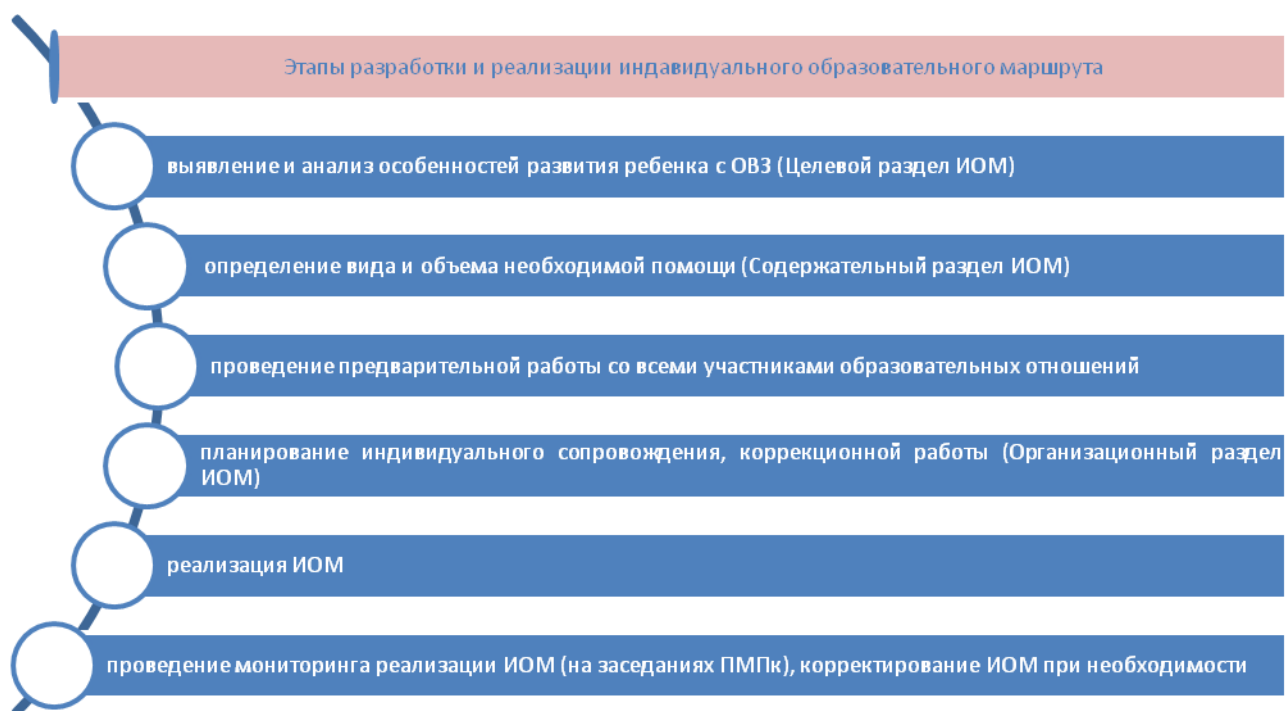 Этапы разработки и реализации индавидуального образовательного маршрута
выявление и анализ особенностей развития ребенка с ОВЗ (Целевой раздел ИОМ)
определение вида и объема необходимой помощи (Содержательный раздел ИОМ)
проведение предварительной работы со всеми участниками образовательных отношений
планирование индивидуального сопровождения, коррекционной работы (Организационный раздел
ИОМ)
реализация ИОМ
проведение мониторинга реализации ИОМ (на заседаниях ПМПк), корректирование ИОМ при необходимости